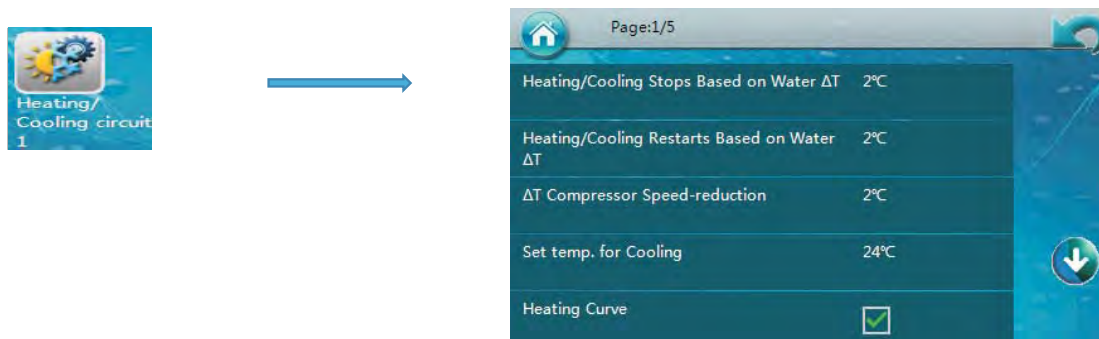 Heating/
Cooling circuit
1
Page:1/5
Heating/Cooling Stops Based on Water ΔT 2℃
Heating/Cooling Restarts Based on Water 2℃
ΔT
ΔT Compressor Speed-reduction 2℃
Set temp. for Cooling 24℃
Heating Curve